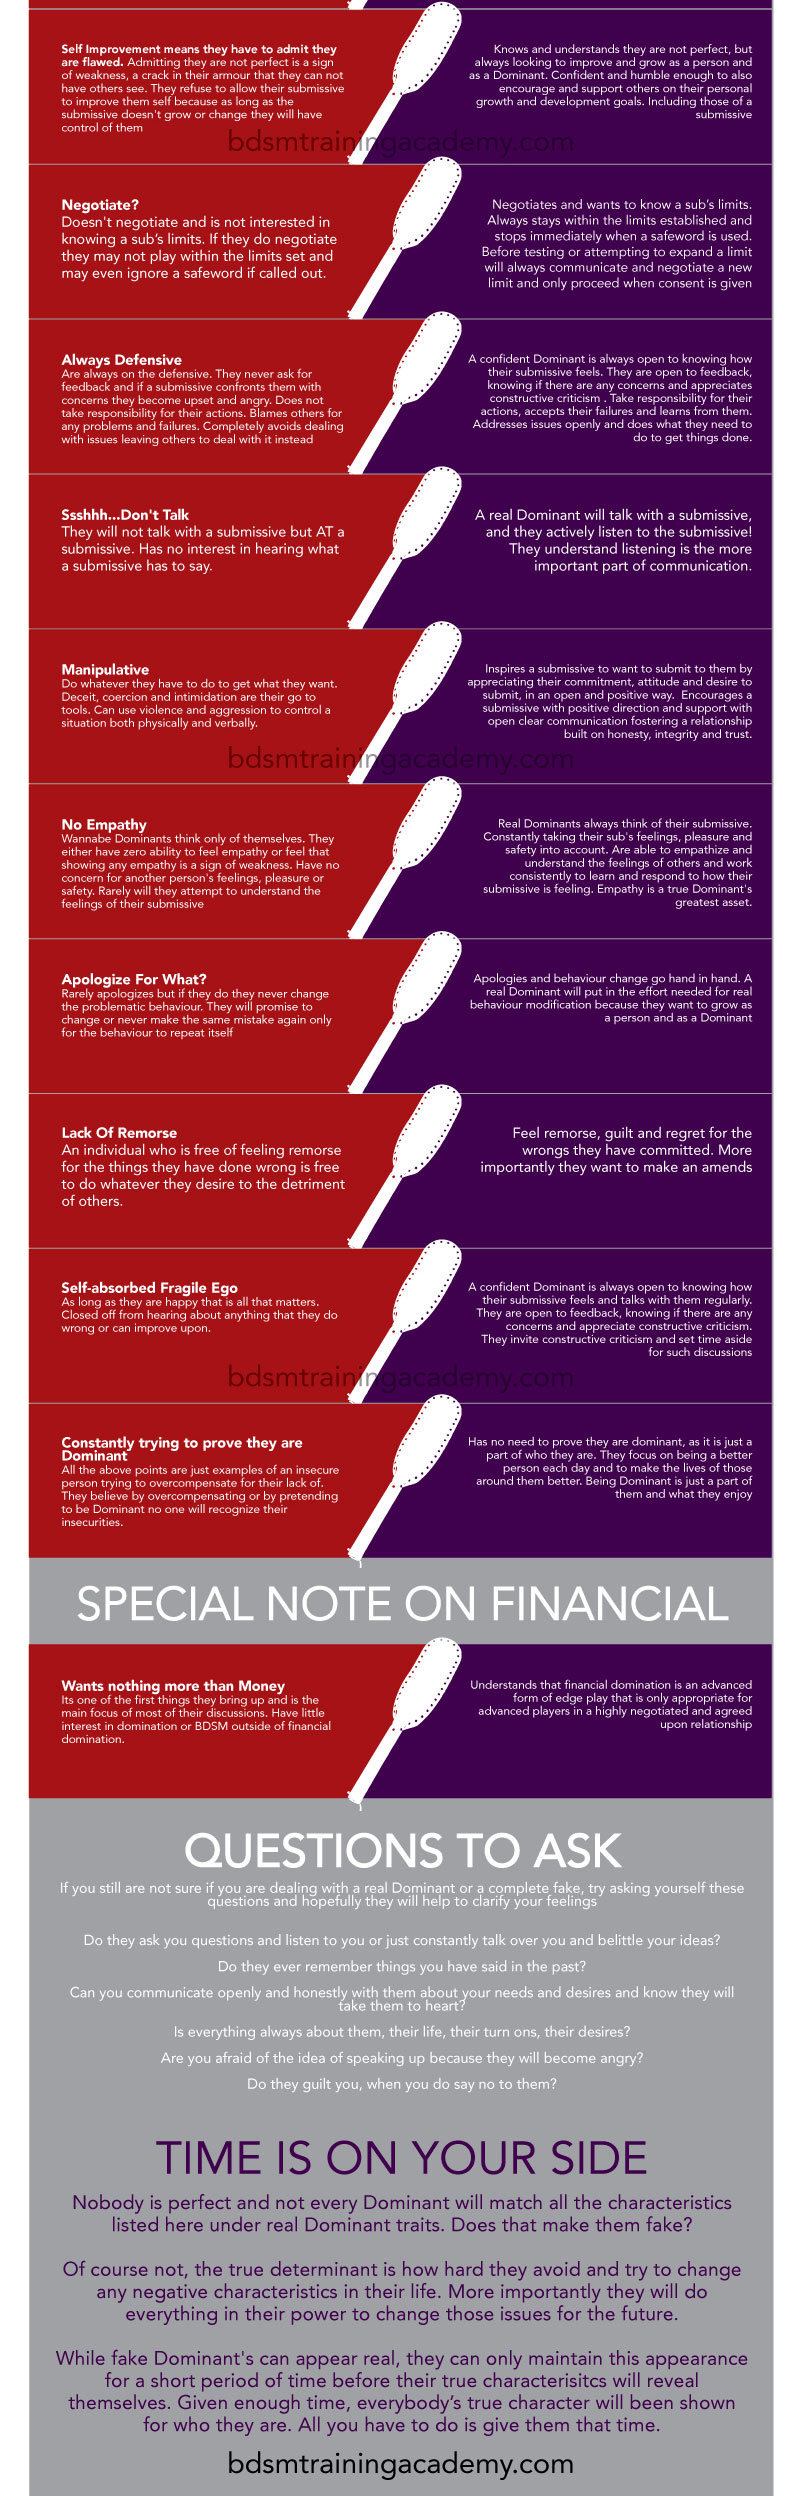 Self Improvement means they have to admit they
are flawed. Admitting they are not perfect is a sign
of weakness, a crack in their armour that they can not
have others see. They refuse to allow their submissive
to improve them self because as long as the
submissive doesn't grow or change they will have
control of them
Knows and understands they are not perfect, but
always looking to improve and grow as a person and
as a Dominant. Confident and humble enough to also
encourage and support others on their personal
growth and development goals. Including those of a
submissive
bdsmtrainingacademy.com
Negotiate?
Doesn't negotiate and is not interested in
knowing a sub's limits. If they do negotiate
they may not play within the limits set and
may even ignore a safeword if called out.
Negotiates and wants to know a sub's limits.
Always stays within the limits established and
stops immediately when a safeword is used.
Before testing or attempting to expand a limit
will always communicate and negotiate a new
limit and only proceed when consent is given
Always Defensive
Are always on the defensive. They never ask for
feedback and if a submissive confronts them with
concerns they become upset and angry. Does not
take responsibility for their actions. Blames others for
any problems and failures. Completely avoids dealing
with issues leaving others to deal with it instead
A confident Dominant is always open to knowing how
their submissive feels. They are open to feedback,
knowing if there are any concerns and appreciates
constructive criticism . Take responsibility for their
actions, accepts their failures and learns from them.
Addresses issues openly and does what they need to
do to get things done.
Ssshhh...Don't Talk
They will not talk with a submissive but AT a
submissive. Has no interest in hearing what
a submissive has to say.
A real Dominant will talk with a submissive,
and they actively listen to the submissive!
They understand listening is the more
important part of communication.
Manipulative
Do whatever they have to do to get what they want.
Deceit, coercion and intimidation are their go to
tools. Can use violence and aggression to control a
situation both physically and verbally.
Inspires a submissive to want to submit to them by
appreciating their commitment, attitude and desire to
submit, in an open and positive way. Encourages a
submissive with positive direction and support with
open clear communication fostering a relationship
built on honesty, integrity and trust.
bdsmtrainingacademy.com
No Empathy
Wannabe Dominants think only of themselves. They
either have zero ability to feel empathy or feel that
showing any empathy is a sign of weakness. Have no
concern for another person's feelings, pleasure or
safety. Rarely will they attempt to understand the
feelings of their submissive
Real Dominants always think of their submissive.
Constantly taking their sub's feelings, pleasure and
safety into account. Are able to empathize and
understand the feelings of others and work
consistently to learn and respond to how their
submissive is feeling. Empathy is a true Dominant's
greatest asset.
Apologize For What?
Rarely apologizes but if they do they never change
the problematic behaviour. They will promise to
change or never make the same mistake again only
for the behaviour to repeat itself
Apologies and behaviour change go hand in hand. A
real Dominant will put in the effort needed for real
behaviour modification because they want to grow as
a person and as a Dominant
Lack Of Remorse
An individual who is free of feeling remorse
for the things they have done wrong is free
to do whatever they desire to the detriment
of others.
Feel remorse, guilt and regret for the
wrongs they have committed. More
importantly they want to make an amends
Self-absorbed Fragile Ego
As long as they are happy that is all that matters.
Closed off from hearing about anything that they do
wrong or can improve upon.
A confident Dominant is always open to knowing how
their submissive feels and talks with them regularly.
They are open to feedback, knowing if there are any
concerns and appreciate constructive criticism.
They invite constructive criticism and set time aside
for such discussions
bdsmtrainingacademy.com
Constantly trying to prove they are
Dominant
All the above points are just examples of an insecure
person trying to overcompensate for their lack of.
They believe by overcompensating or by pretending
to be Dominant no one will recognize their
insecurities.
Has no need to prove they are dominant, as it is just a
part of who they are. They focus on being a better
person each day and to make the lives of those
around them better. Being Dominant is just a part of
them and what they enjoy
SPECIAL NOTE ON FINANCIAL
Wants nothing more than Money
Its one of the first things they bring up and is the
main focus of most of their discussions. Have little
interest in domination or BDSM outside of financial
domination.
Understands that financial domination is an advanced
form of edge play that is only appropriate for
advanced players in a highly negotiated and agreed
upon relationship
QUESTIONS TO ASK
If you still are not sure if you are dealing with a real Dominant or a complete fake, try asking yourself these
questions and hopefully they will help to clarify your feelings
Do they ask you questions and listen to you or just constantly talk over you and belittle your ideas?
Do they ever remember things you have said in the past?
Can you communicate openly and honestly with them about your needs and desires and know they will
take them to heart?
Is everything always about them, their life, their turn ons, their desires?
Are you afraid of the idea of speaking up because they will become angry?
Do they guilt you, when you do say no to them?
TIME IS ON YOUR SIDE
Nobody is perfect and not every Dominant will match all the characteristics
listed here under real Dominant traits. Does that make them fake?
Of course not, the true determinant is how hard they avoid and try to change
any negative characteristics in their life. More importantly they will do
everything in their power to change those issues for the future.
While fake Dominant's can appear real, they can only maintain this appearance
for a short period of time before their true characterisitcs will reveal
themselves. Given enough time, everybody's true character will been shown
for who they are. All you have to do is give them that time.
bdsmtrainingacademy.com